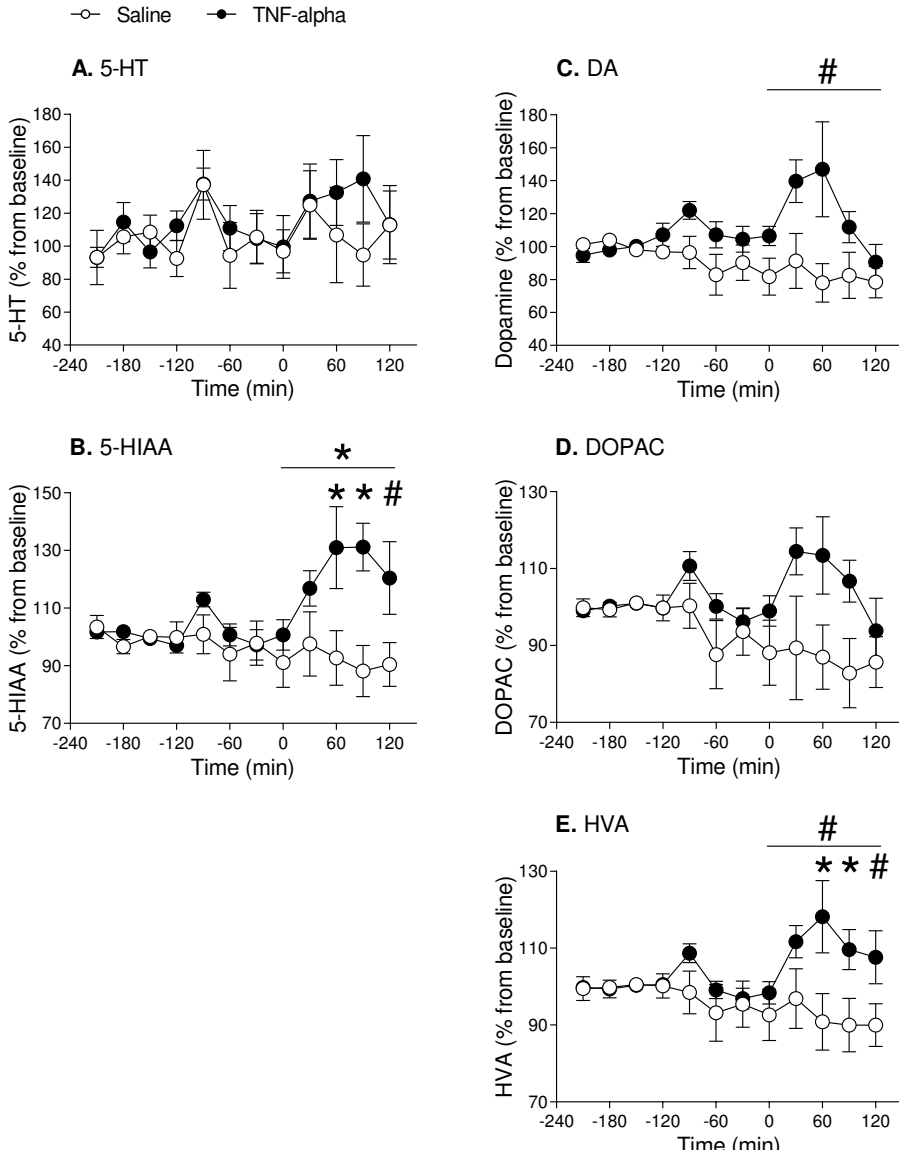 Saline TNF-alpha
A. 5-HT
5-HT (% from baseline)
180
160
140
120
100
80
60
40
-240 -180 -120 -60 0 60 120
Time (min)
B. 5-HIAA
*
* * #
5-HIAA (% from baseline)
150
130
110
90
70
-240 -180 -120 -60 0 60 120
Time (min)
C. DA
#
Dopamine (% from baseline)
180
160
140
120
100
80
60
40
-240 -180 -120 -60 0 60 120
Time (min)
D. DOPAC
DOPAC (% from baseline)
130
110
90
70
-240 -180 -120 -60 0 60 120
Time (min)
E. HVA
#
* * #
HVA (% from baseline)
130
110
90
70
-240 -180 -120 -60 0 60 120
Time (min)